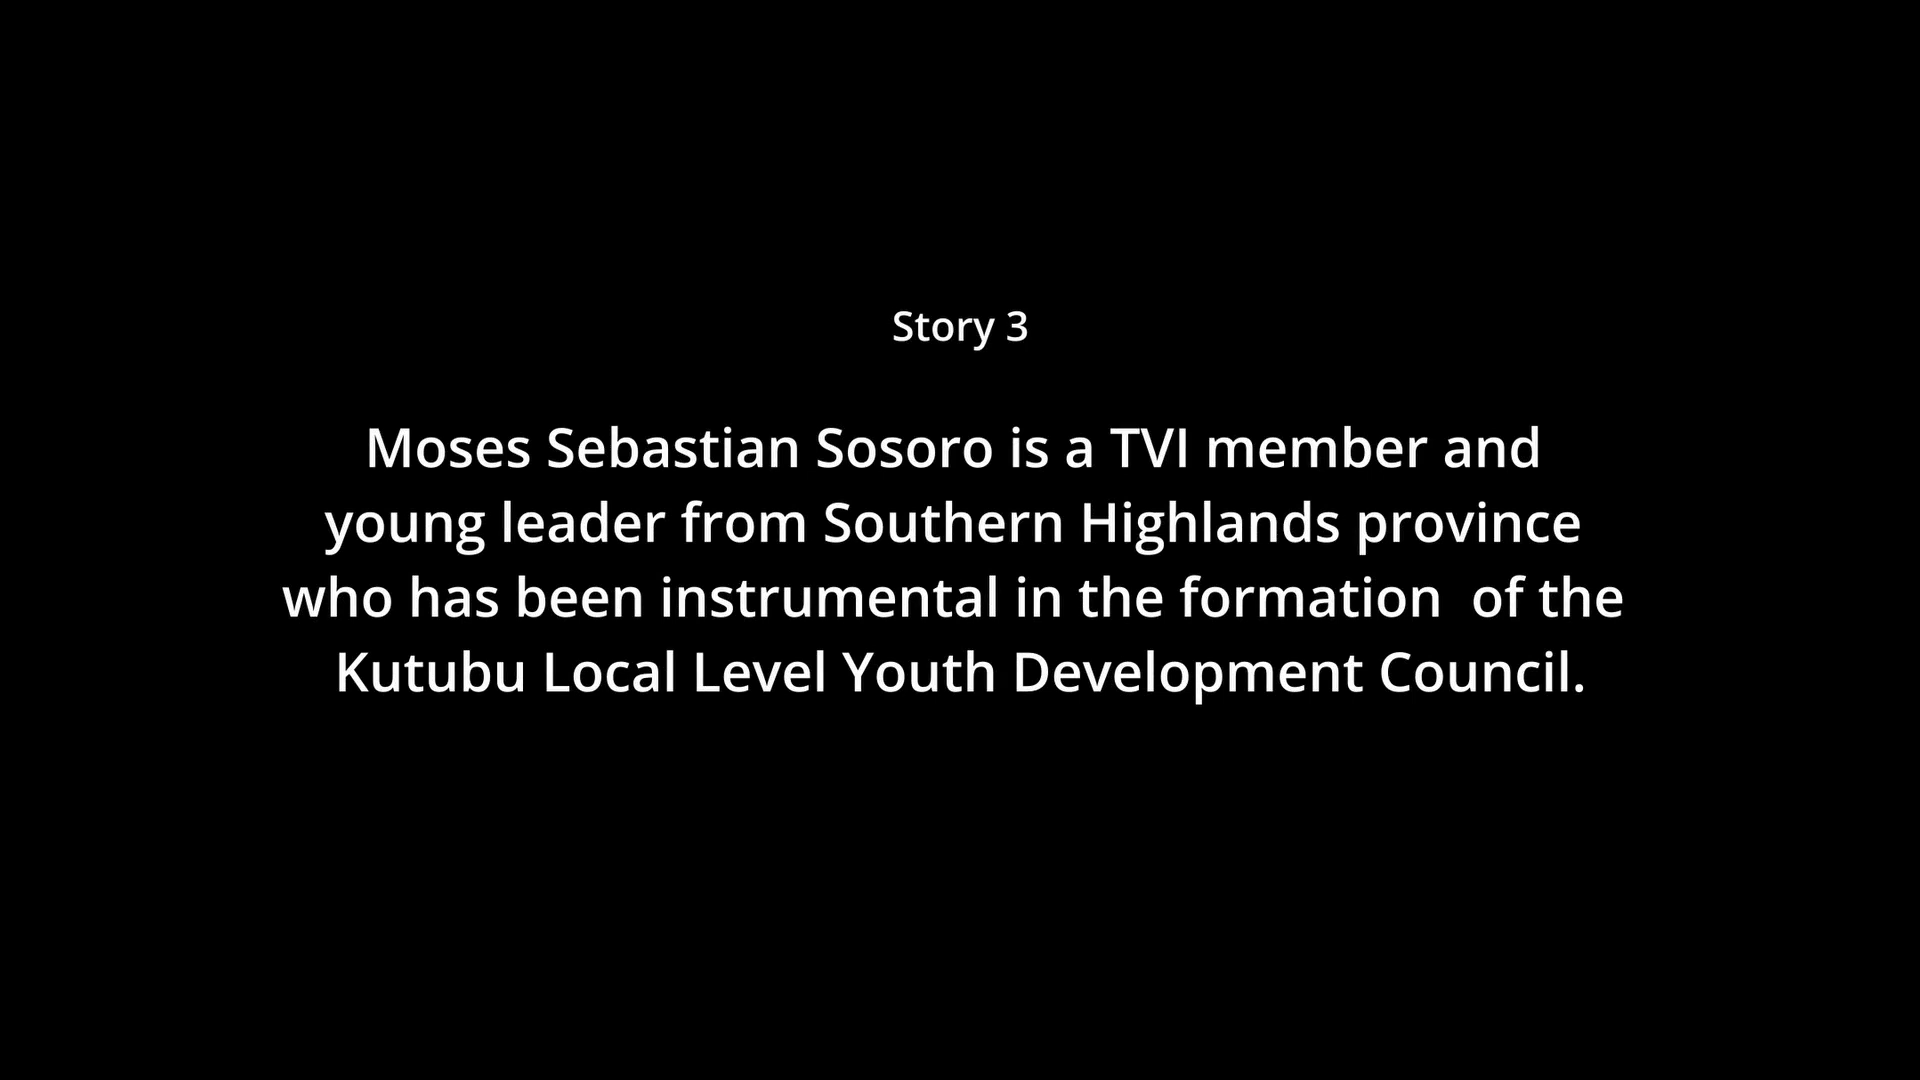 Story 3
Moses Sebastian Sosoro is a TVI member and
young leader from Southern Highlands province
who has been instrumental in the formation  of the
Kutubu Local Level Youth Development Council.